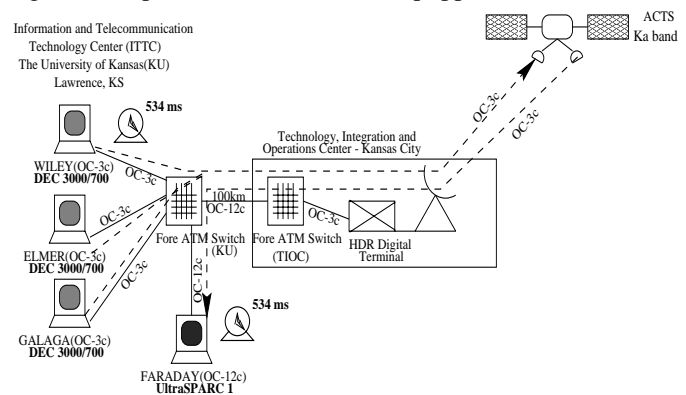 ACTS
Ka band
Information and Telecommunication
Technology Center (ITTC)
The University of Kansas(KU)
Lawrence, KS
534 ms
OC-3c
OC-3c
Technology, Integration and
Operations Center - Kansas City
WILEY(OC-3c)
DEC 3000/700
OC-3c
100km
OC-12c
OC-3c
OC-3c
Fore ATM Switch
(KU)
Fore ATM Switch
(TIOC)
HDR Digital
Terminal
ELMER(OC-3c)
DEC 3000/700
OC-3c
OC-12c
534 ms
GALAGA(OC-3c)
DEC 3000/700
FARADAY(OC-12c)
UltraSPARC 1